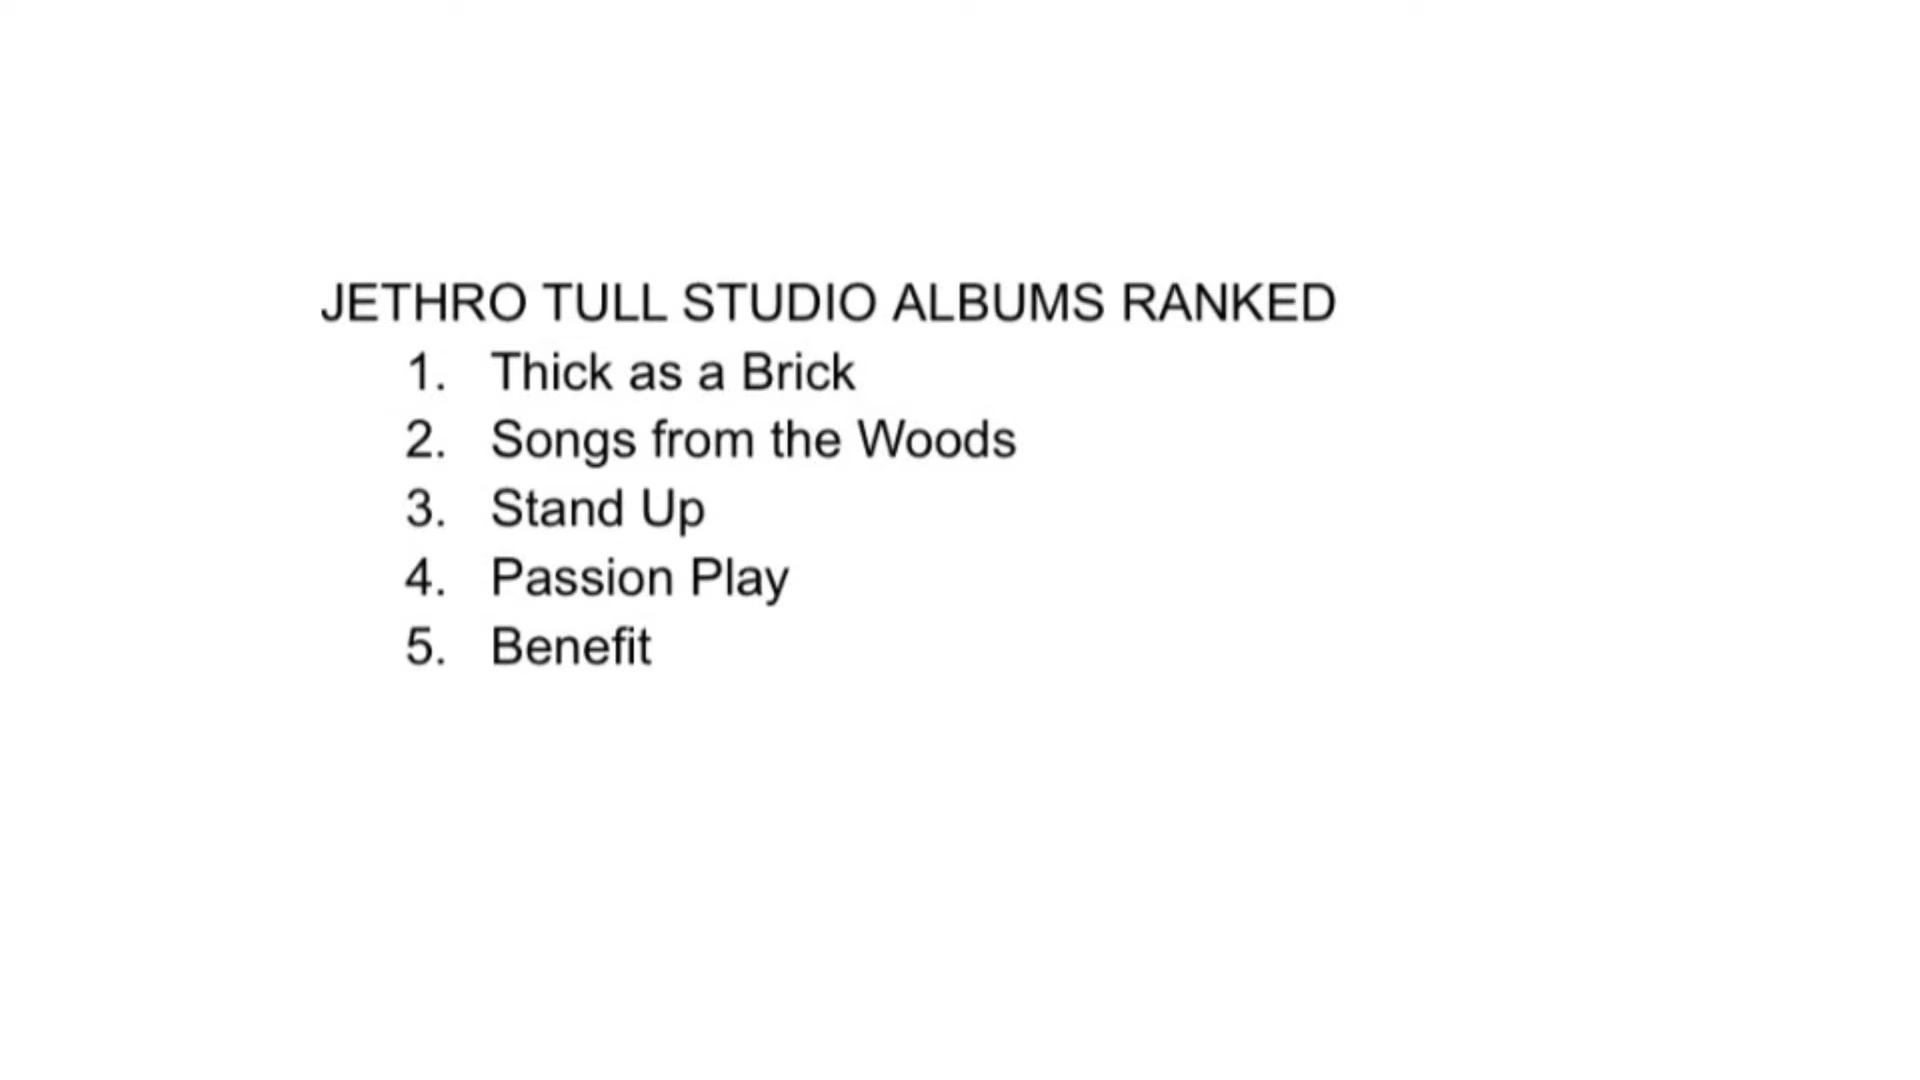 JETHRO TULL STUDIO ALBUMS RANKED
1. Thick as a Brick
2. Songs from the Woods
3. Stand Up
4. Passion Play
5. Benefit